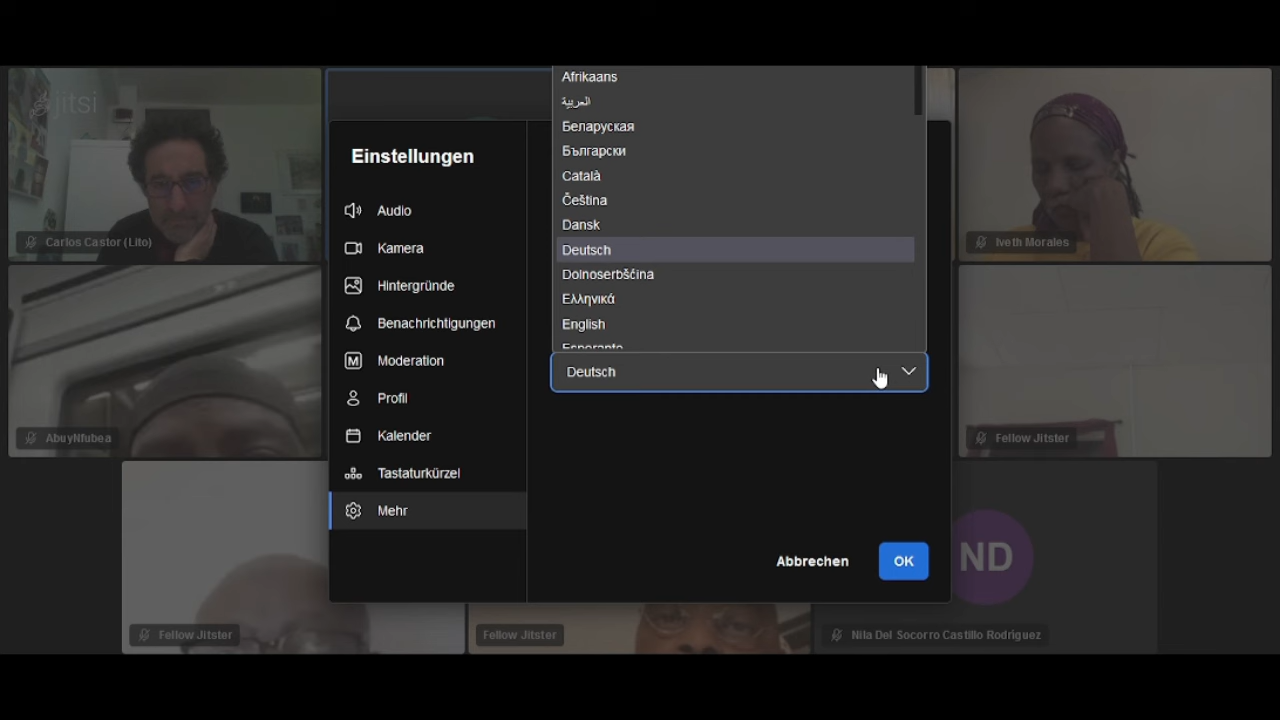 jitsi
Carlos Castor (Lito)
AbuyNfubea
Fellow Jitster
Einstellungen
Audio
Kamera
Hintergründe
Benachrichtigungen
M Moderation
Profil
Kalender
Tastaturkürzel
Mehr
Afrikaans
العربية
Беларуская
Български
Català
Čeština
Dansk
Deutsch
Dolnoserbšćina
Ελληνικά
English
Esperanto
Deutsch
Abbrechen
OK
Iveth Morales
Fellow Jitster
Fellow Jitster
ND
Nila Del Socorro Castillo Rodriguez